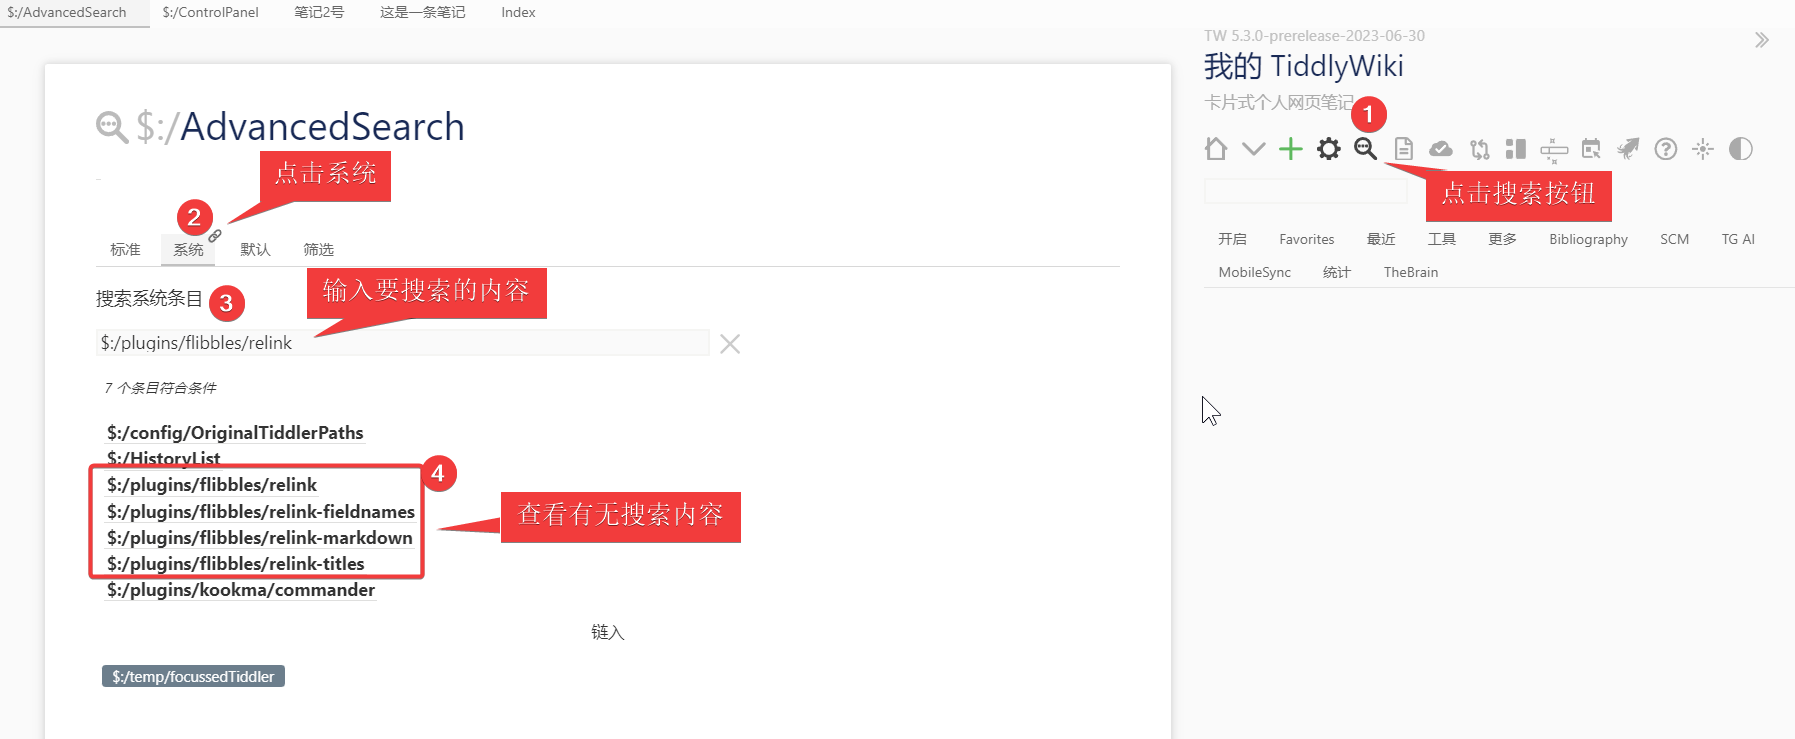 $:/AdvancedSearch
$:/ControlPanel
笔记2号
这是一条笔记
Index
TW 5.3.0-prerelease-2023-06-30
我的 TiddlyWiki
卡片式个人网页笔记
1
点击搜索按钮
开启
Favorites
最近
工具
更多
Bibliography
SCM
TG AI
MobileSync
统计
TheBrain
$:/AdvancedSearch
点击系统
2
标准
系统
默认
筛选
搜索系统条目
3
输入要搜索的内容
$:/plugins/flibbles/relink
7 个条目符合条件
$:/config/OriginalTiddlerPaths
$:/HistoryList
4
$:/plugins/flibbles/relink
$:/plugins/flibbles/relink-fieldnames
$:/plugins/flibbles/relink-markdown
$:/plugins/flibbles/relink-titles
查看有无搜索内容
$:/plugins/kookma/commander
链入
$:/temp/focussedTiddler